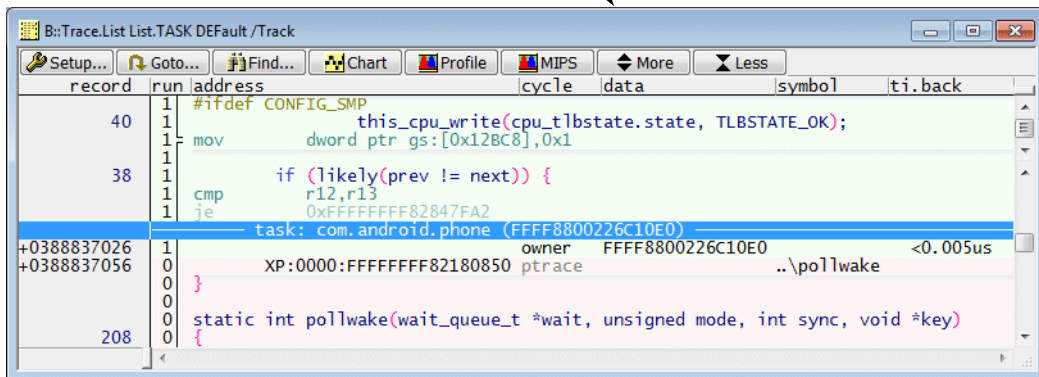 B::Trace.List List.TASK DEFault /Track
Setup... Goto... Find... Chart Profile MIPS More Less
record run address cycle data symbol ti.back
1 #ifdef CONFIG_SMP
40 1 this_cpu_write(cpu_tlbstate.state, TLBSTATE_OK);
1 mov dword ptr gs:[0x12BC8],0x1
1
38 1 if (likely(prev != next)) {
1 cmp r12,r13
1 je 0xFFFFFFFF82847FA2
task: com.android.phone (FFFF8800226C10E0)
+0388837026 1 owner FFFF8800226C10E0 <0.005us
+0388837056 0 XP:0000:FFFFFFFF82180850 ptrace ..\pollwake
0 }
0
0 static int pollwake(wait_queue_t *wait, unsigned mode, int sync, void *key)
208 0 {